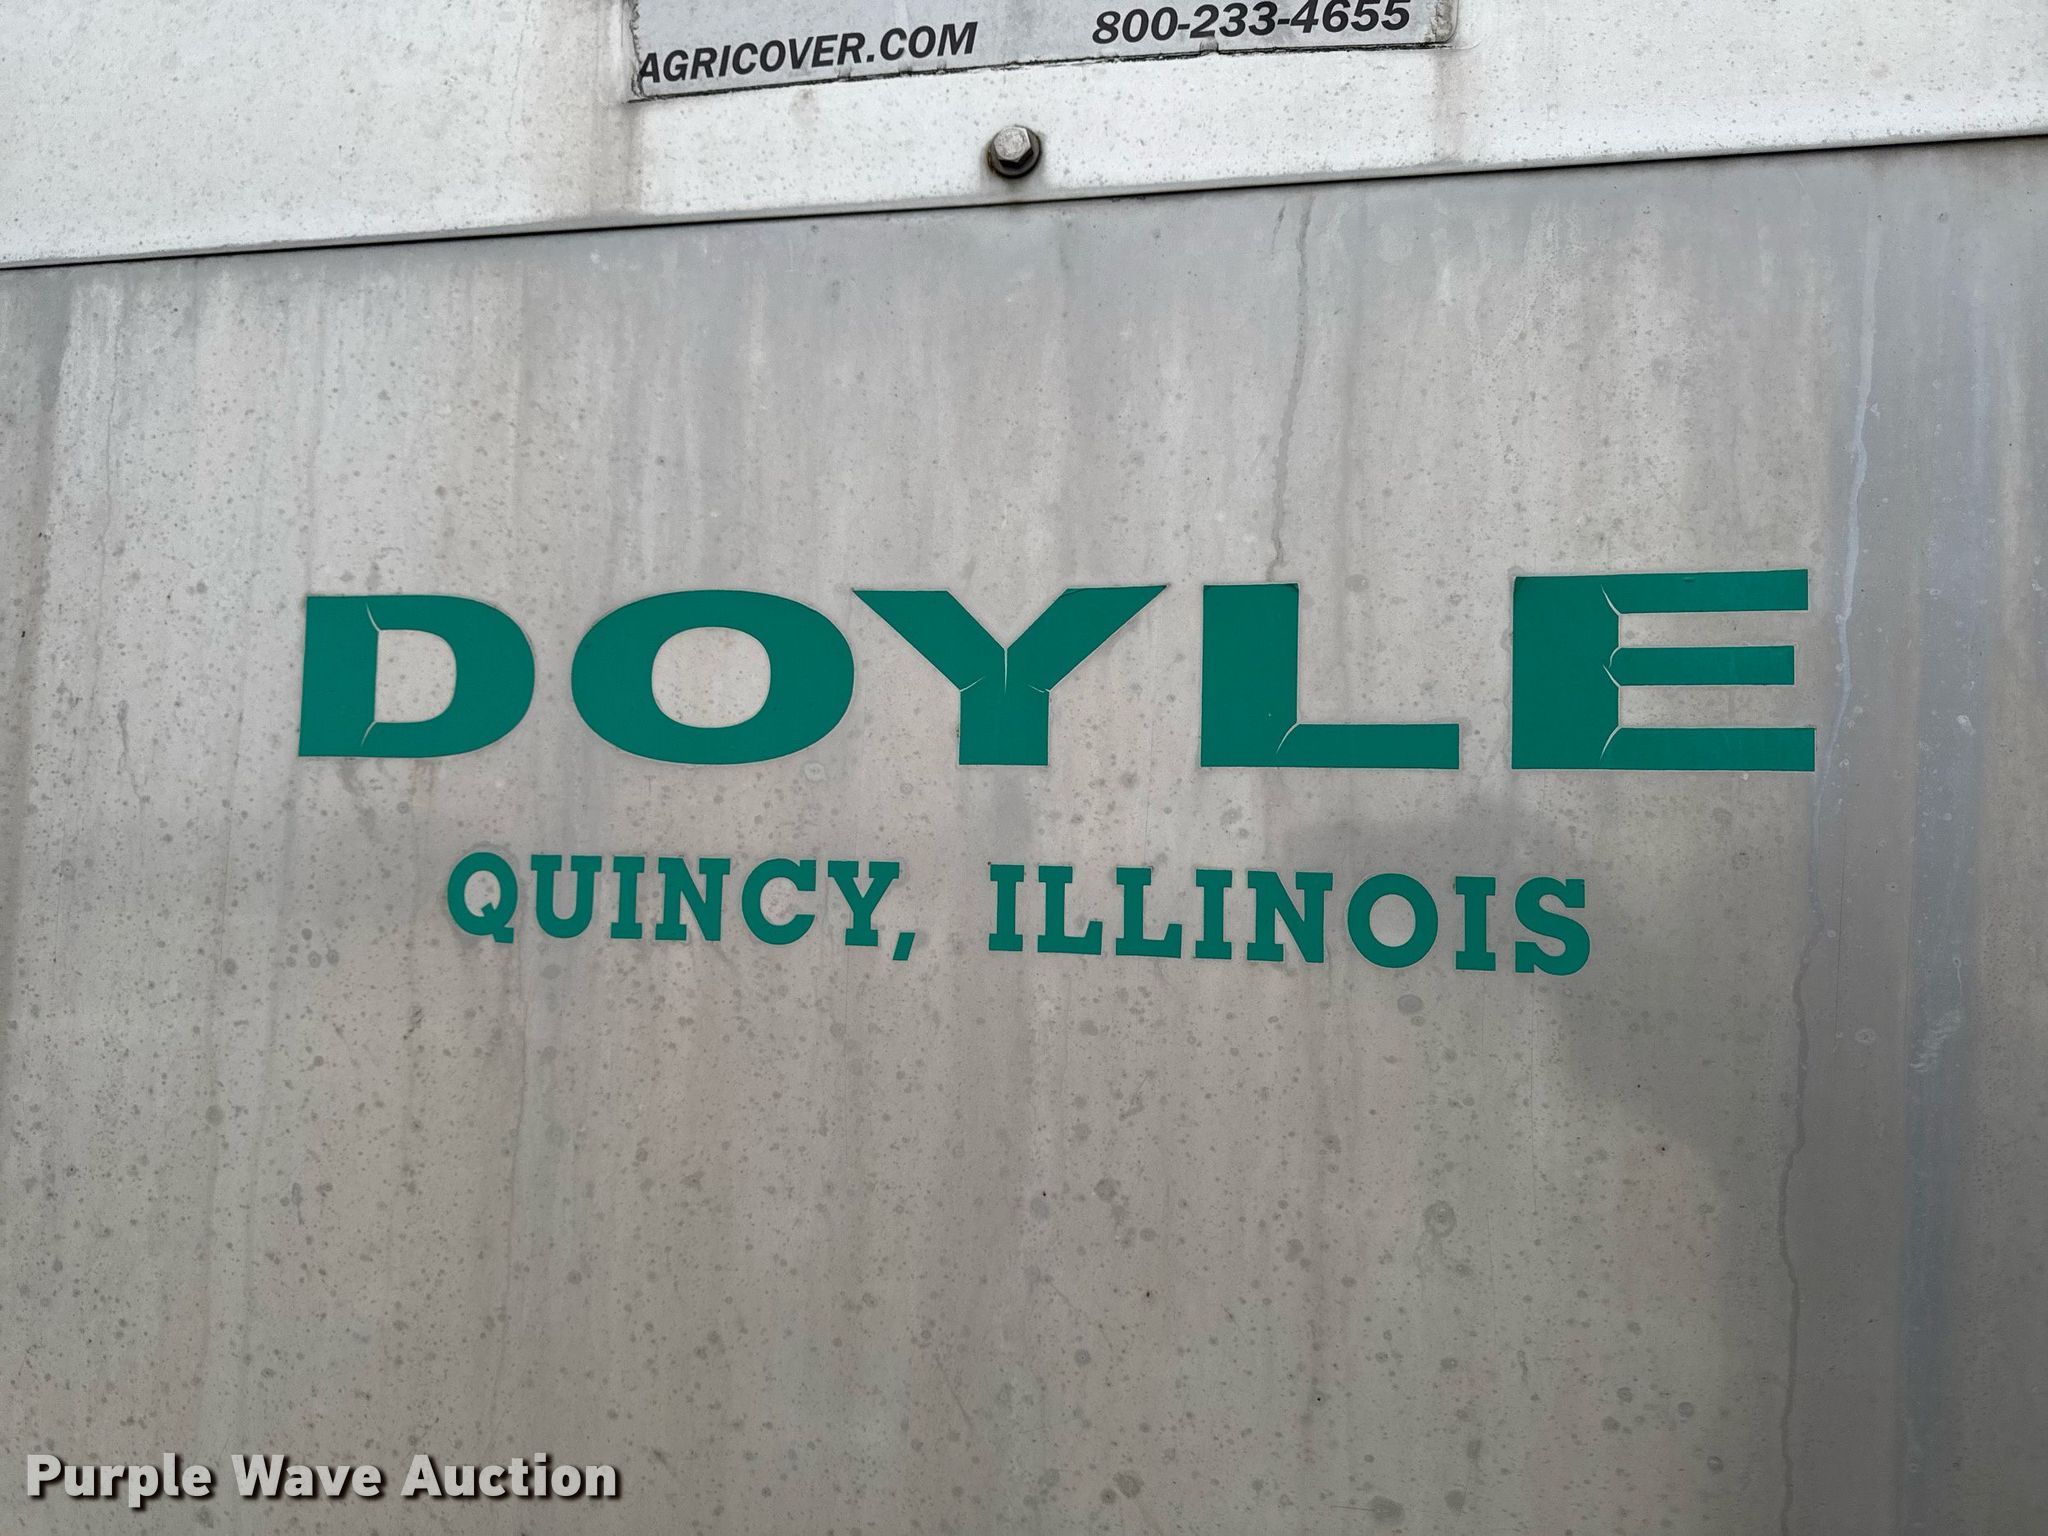 AGRICOVER.COM 800-233-4655
DOYLE
QUINCY, ILLINOIS
Purple Wave Auction